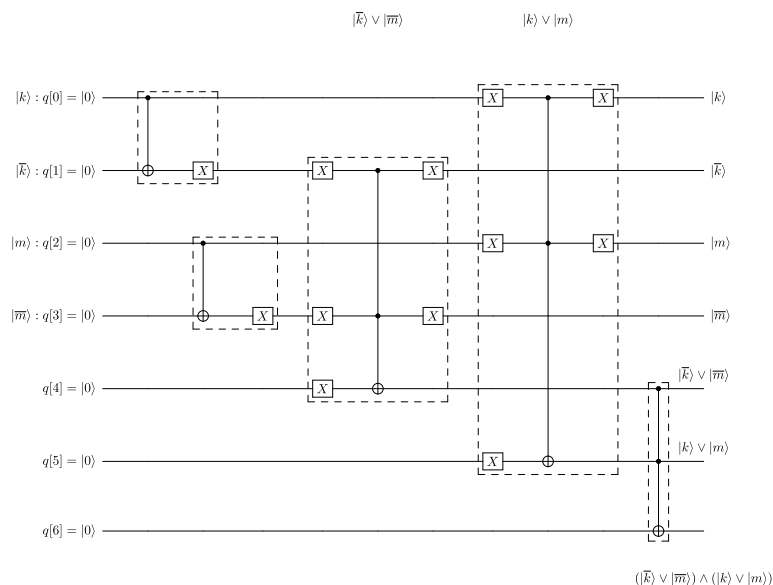 |k̅⟩ ∨ |m̅⟩ |k⟩ ∨ |m⟩
|k⟩ : q[0] = |0⟩ X X |k⟩
|k̅⟩ : q[1] = |0⟩ X X X |k̅⟩
|m⟩ : q[2] = |0⟩ X X |m⟩
|m̅⟩ : q[3] = |0⟩ X X X |m̅⟩
|k̅⟩ ∨ |m̅⟩
q[4] = |0⟩ X
|k⟩ ∨ |m⟩
q[5] = |0⟩ X
q[6] = |0⟩
(|k̅⟩ ∨ |m̅⟩) ∧ (|k⟩ ∨ |m⟩)